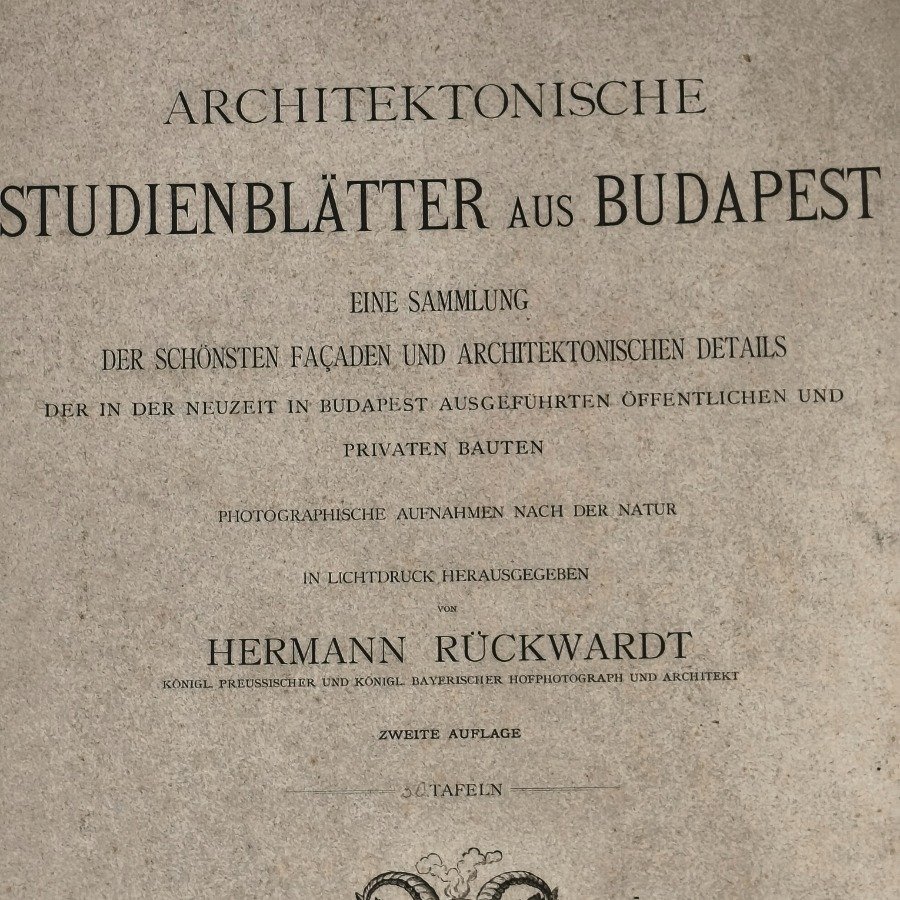 ARCHITEKTONISCHE
STUDIENBLÄTTER AUS BUDAPEST
EINE SAMMLUNG
DER SCHÖNSTEN FAÇADEN UND ARCHITEKTONISCHEN DETAILS
DER IN DER NEUZEIT IN BUDAPEST AUSGEFÜHRTEN ÖFFENTLICHEN UND
PRIVATEN BAUTEN
PHOTOGRAPHISCHE AUFNAHMEN NACH DER NATUR
IN LICHTDRUCK HERAUSGEGEBEN
VON
HERMANN RÜCKWARDT
KÖNIGL. PREUSSISCHER UND KÖNIGL. BAYERISCHER HOFPHOTOGRAPH UND ARCHITEKT
ZWEITE AUFLAGE
30 TAFELN